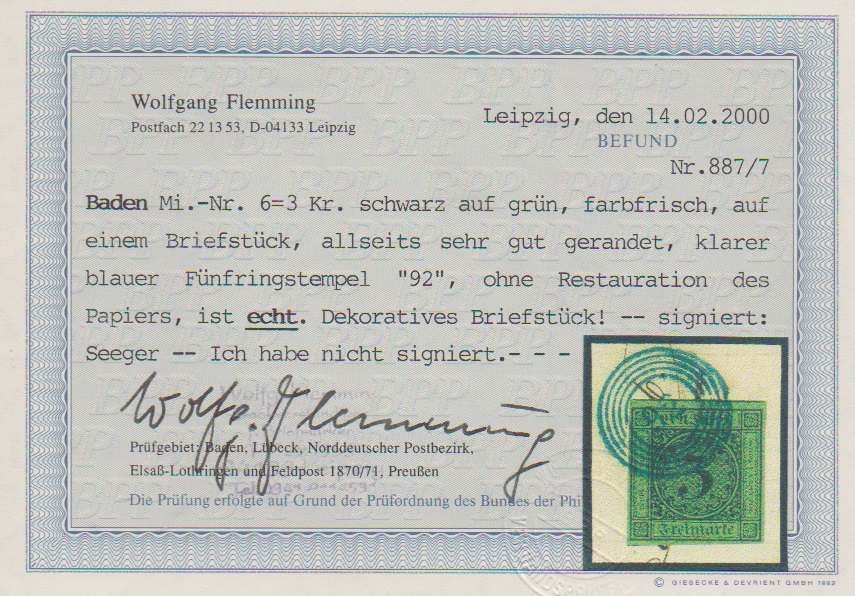 Wolfgang Flemming
Postfach 22 13 53, D-04133 Leipzig
Leipzig, den 14.02.2000
BEFUND
Nr.887/7
Baden Mi.-Nr. 6=3 Kr. schwarz auf grün, farbfrisch, auf
einem Briefstück, allseits sehr gut gerandet, klarer
blauer Fünfringstempel "92", ohne Restauration des
Papiers, ist echt. Dekoratives Briefstück! -- signiert:
Seeger -- Ich habe nicht signiert.- - -
Wolfg. Flemming
Prüfgebiet: Baden, Lübeck, Norddeutscher Postbezirk,
Elsaß-Lothringen und Feldpost 1870/71, Preußen
Die Prüfung erfolgte auf Grund der Prüfordnung des Bundes der Phi
3
Freimarke
© GIESECKE & DEVRIENT GMBH 1992